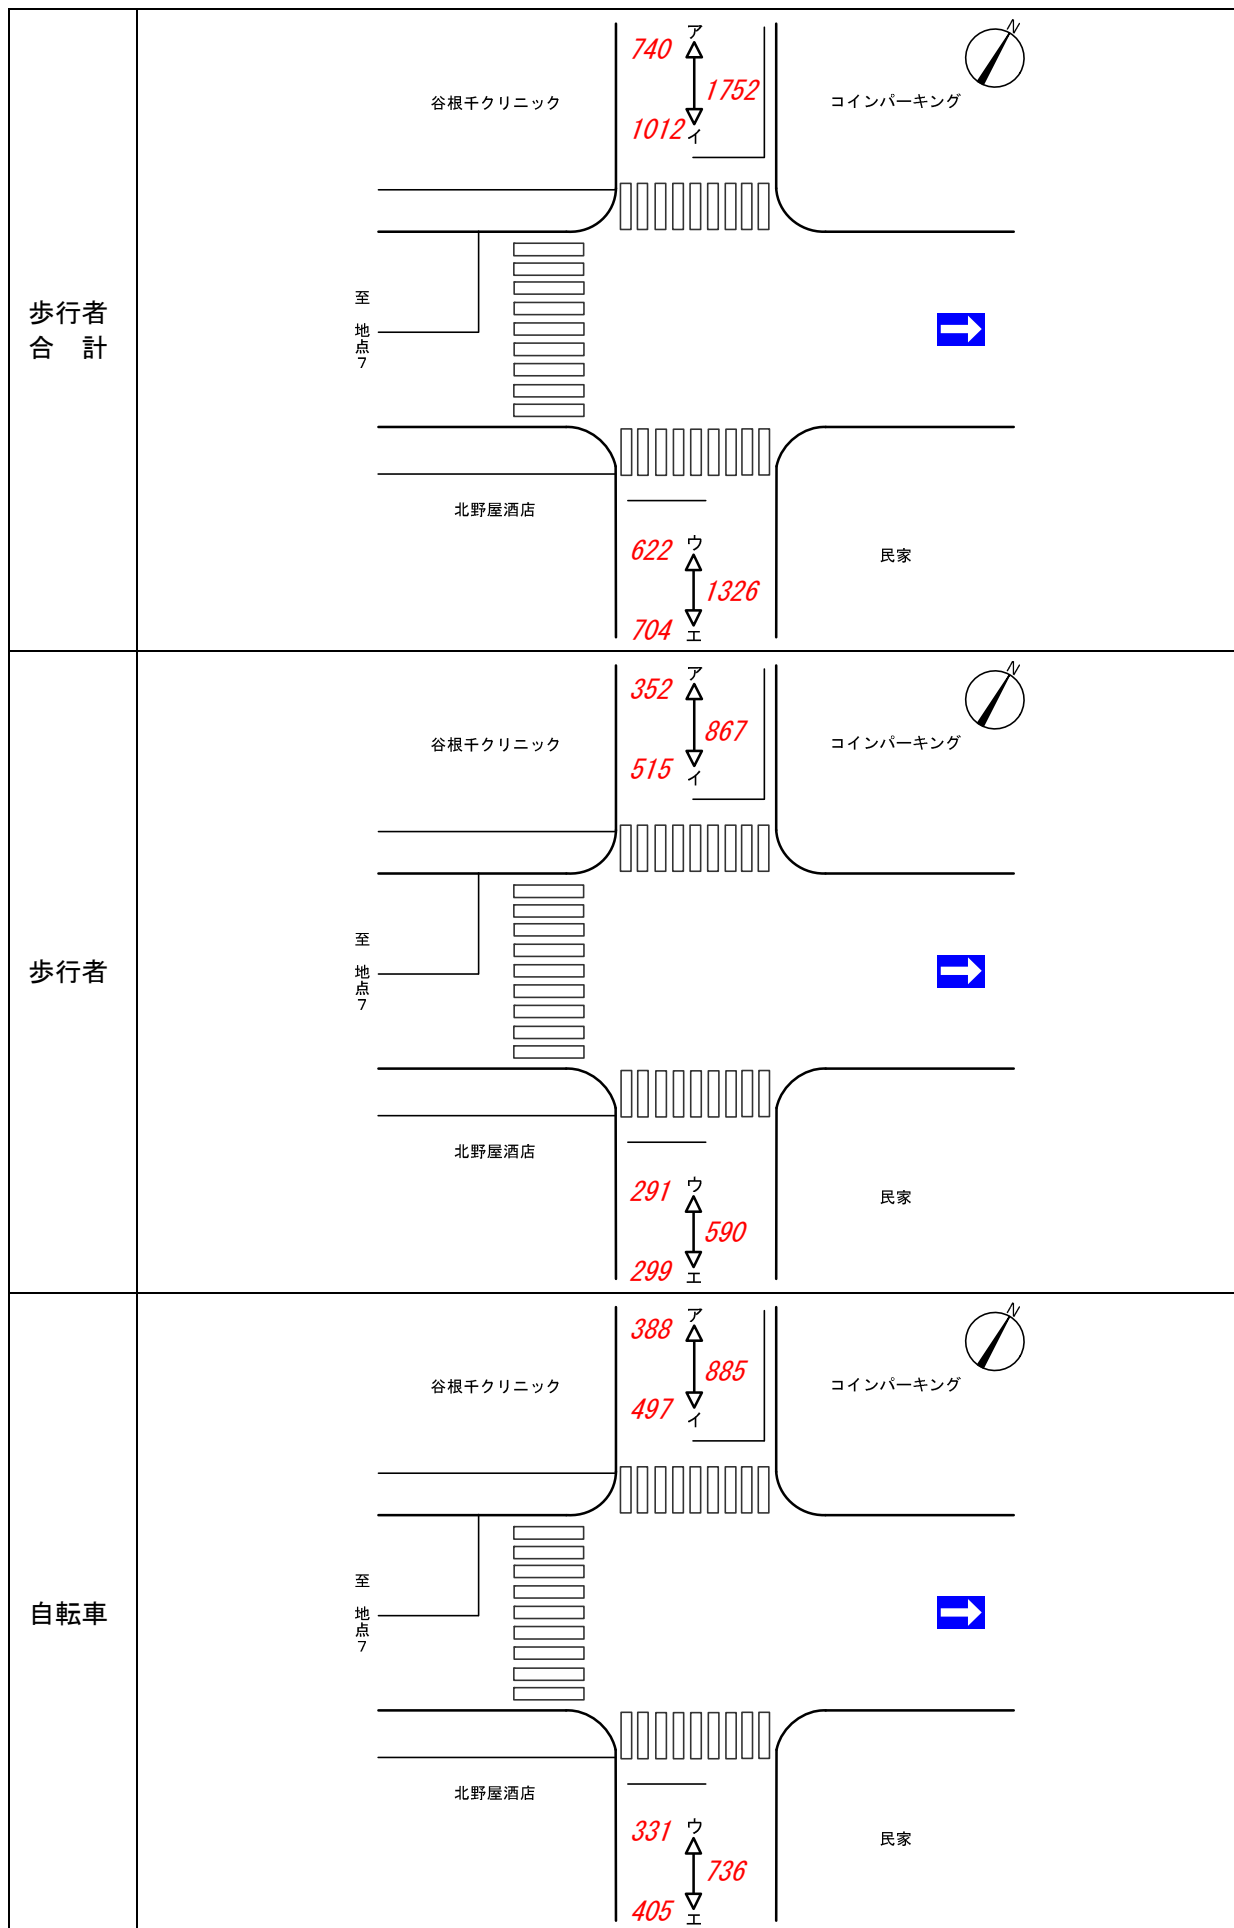 歩行者
合　計
740
ア
1752
1012
イ
N
谷根千クリニック
コインパーキング
至 地点7
北野屋酒店
民家
622
ウ
1326
704
エ
歩行者
352
ア
867
515
イ
N
谷根千クリニック
コインパーキング
至 地点7
北野屋酒店
民家
291
ウ
590
299
エ
自転車
388
ア
885
497
イ
N
谷根千クリニック
コインパーキング
至 地点7
北野屋酒店
民家
331
ウ
736
405
エ